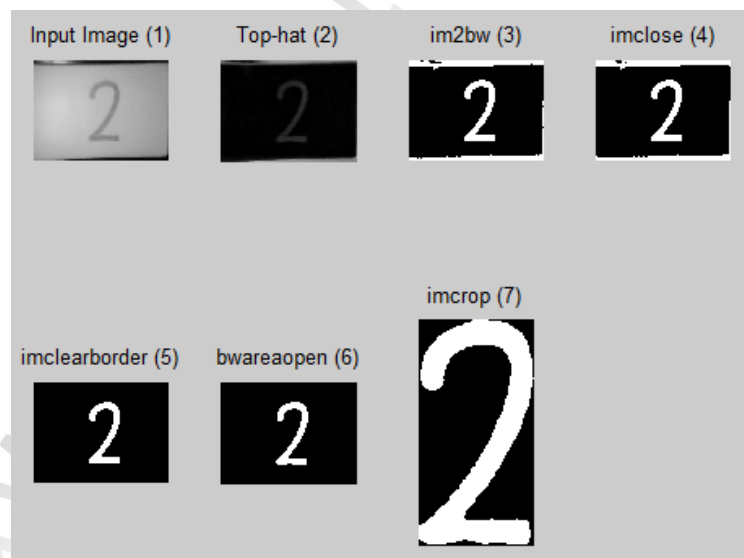 Input Image (1) Top-hat (2) im2bw (3) imclose (4)
2 2 2 2
imcrop (7)
imclearborder (5) bwareaopen (6)
2 2 2